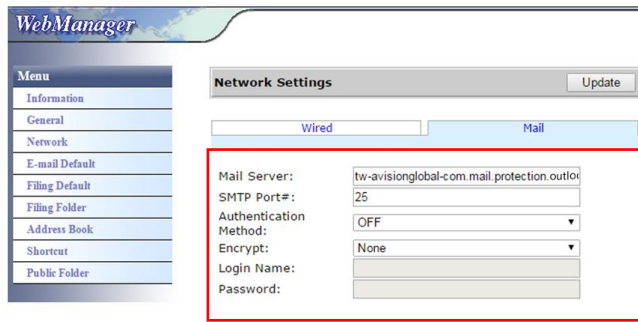 WebManager
Menu
Information
General
Network
E-mail Default
Filing Default
Filing Folder
Address Book
Shortcut
Public Folder
Network Settings
Update
Wired Mail
Mail Server: tw-avisionglobal-com.mail.protection.outloo
SMTP Port#: 25
Authentication
Method: OFF
Encrypt: None
Login Name:
Password: